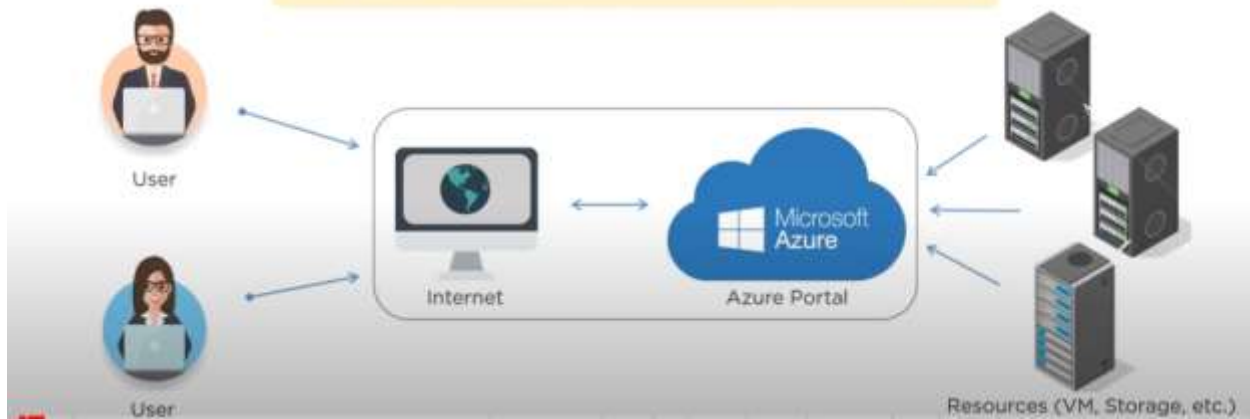 User
Microsoft
Azure
Internet
Azure Portal
User
Resources (VM, Storage, etc.)